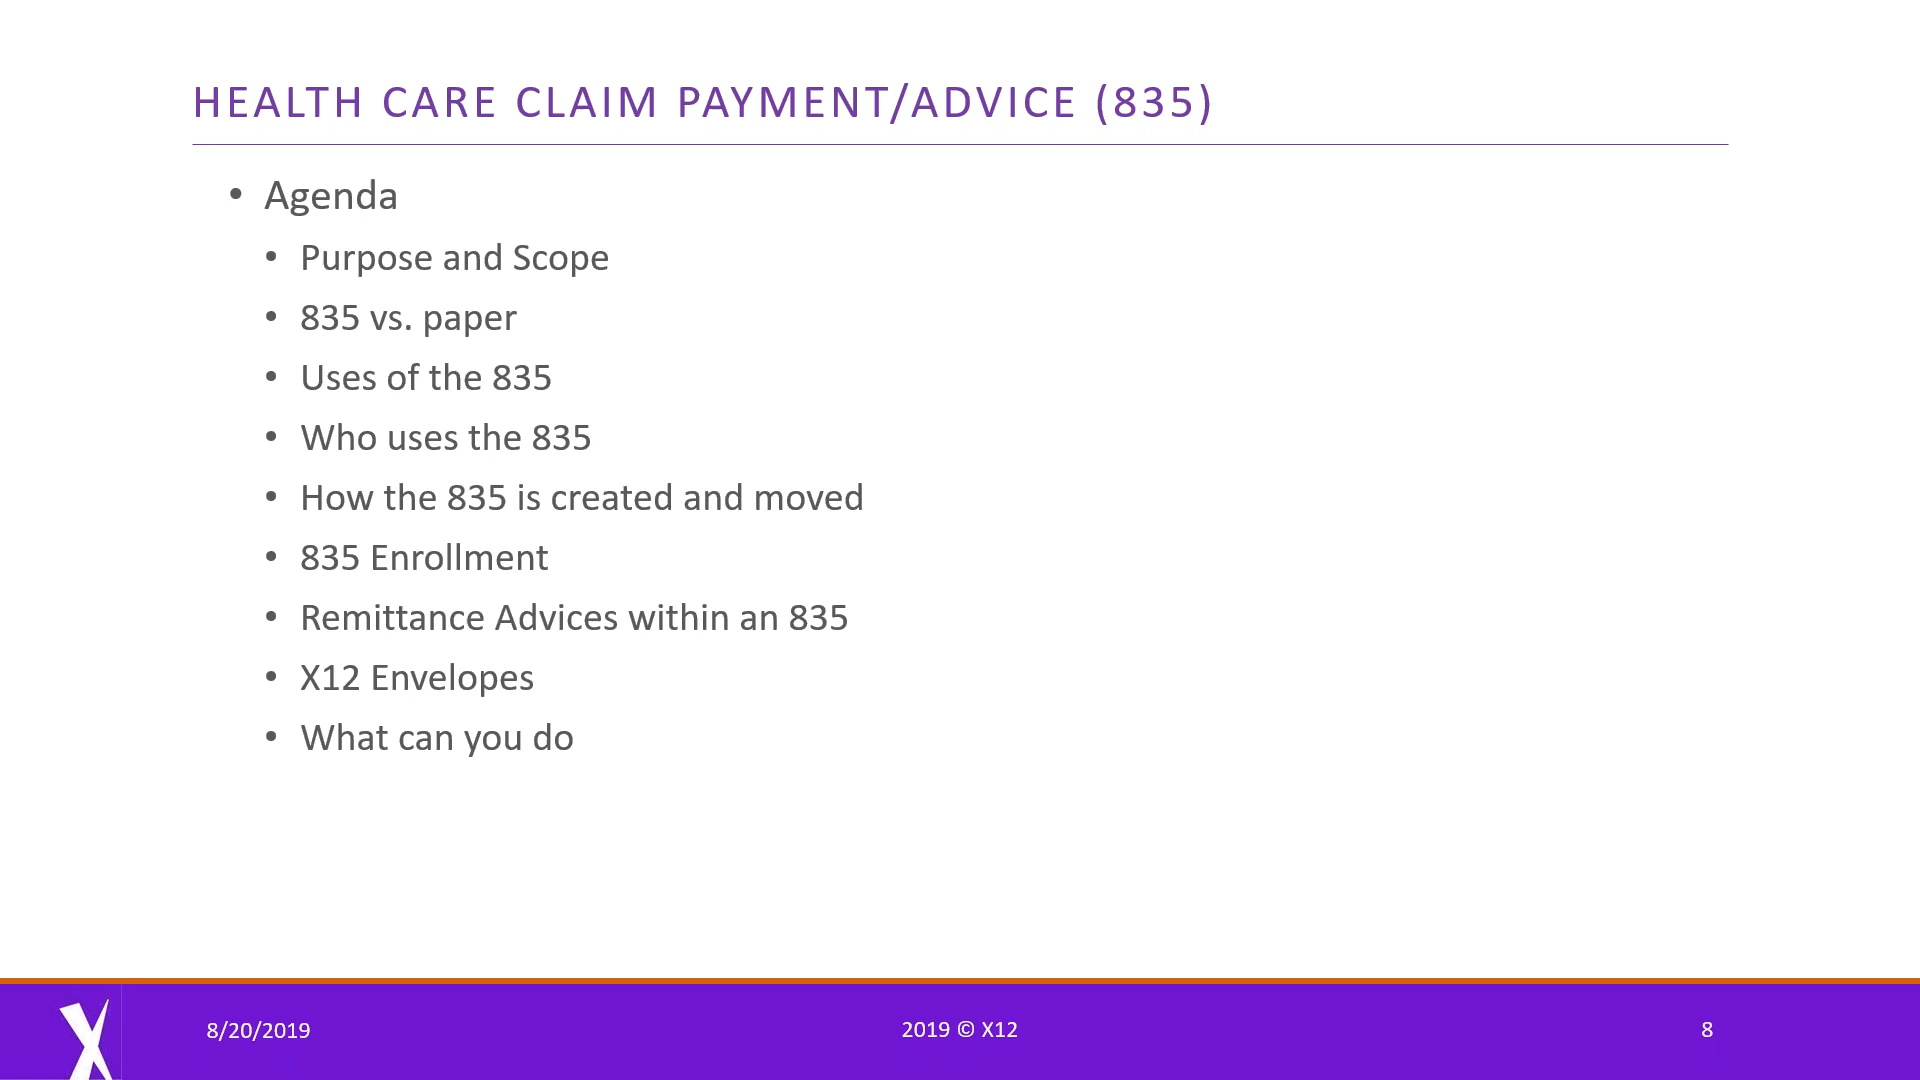 HEALTH CARE CLAIM PAYMENT/ADVICE (835)
• Agenda
• Purpose and Scope
• 835 vs. paper
• Uses of the 835
• Who uses the 835
• How the 835 is created and moved
• 835 Enrollment
• Remittance Advices within an 835
• X12 Envelopes
• What can you do
X
8/20/2019
2019 © X12
8